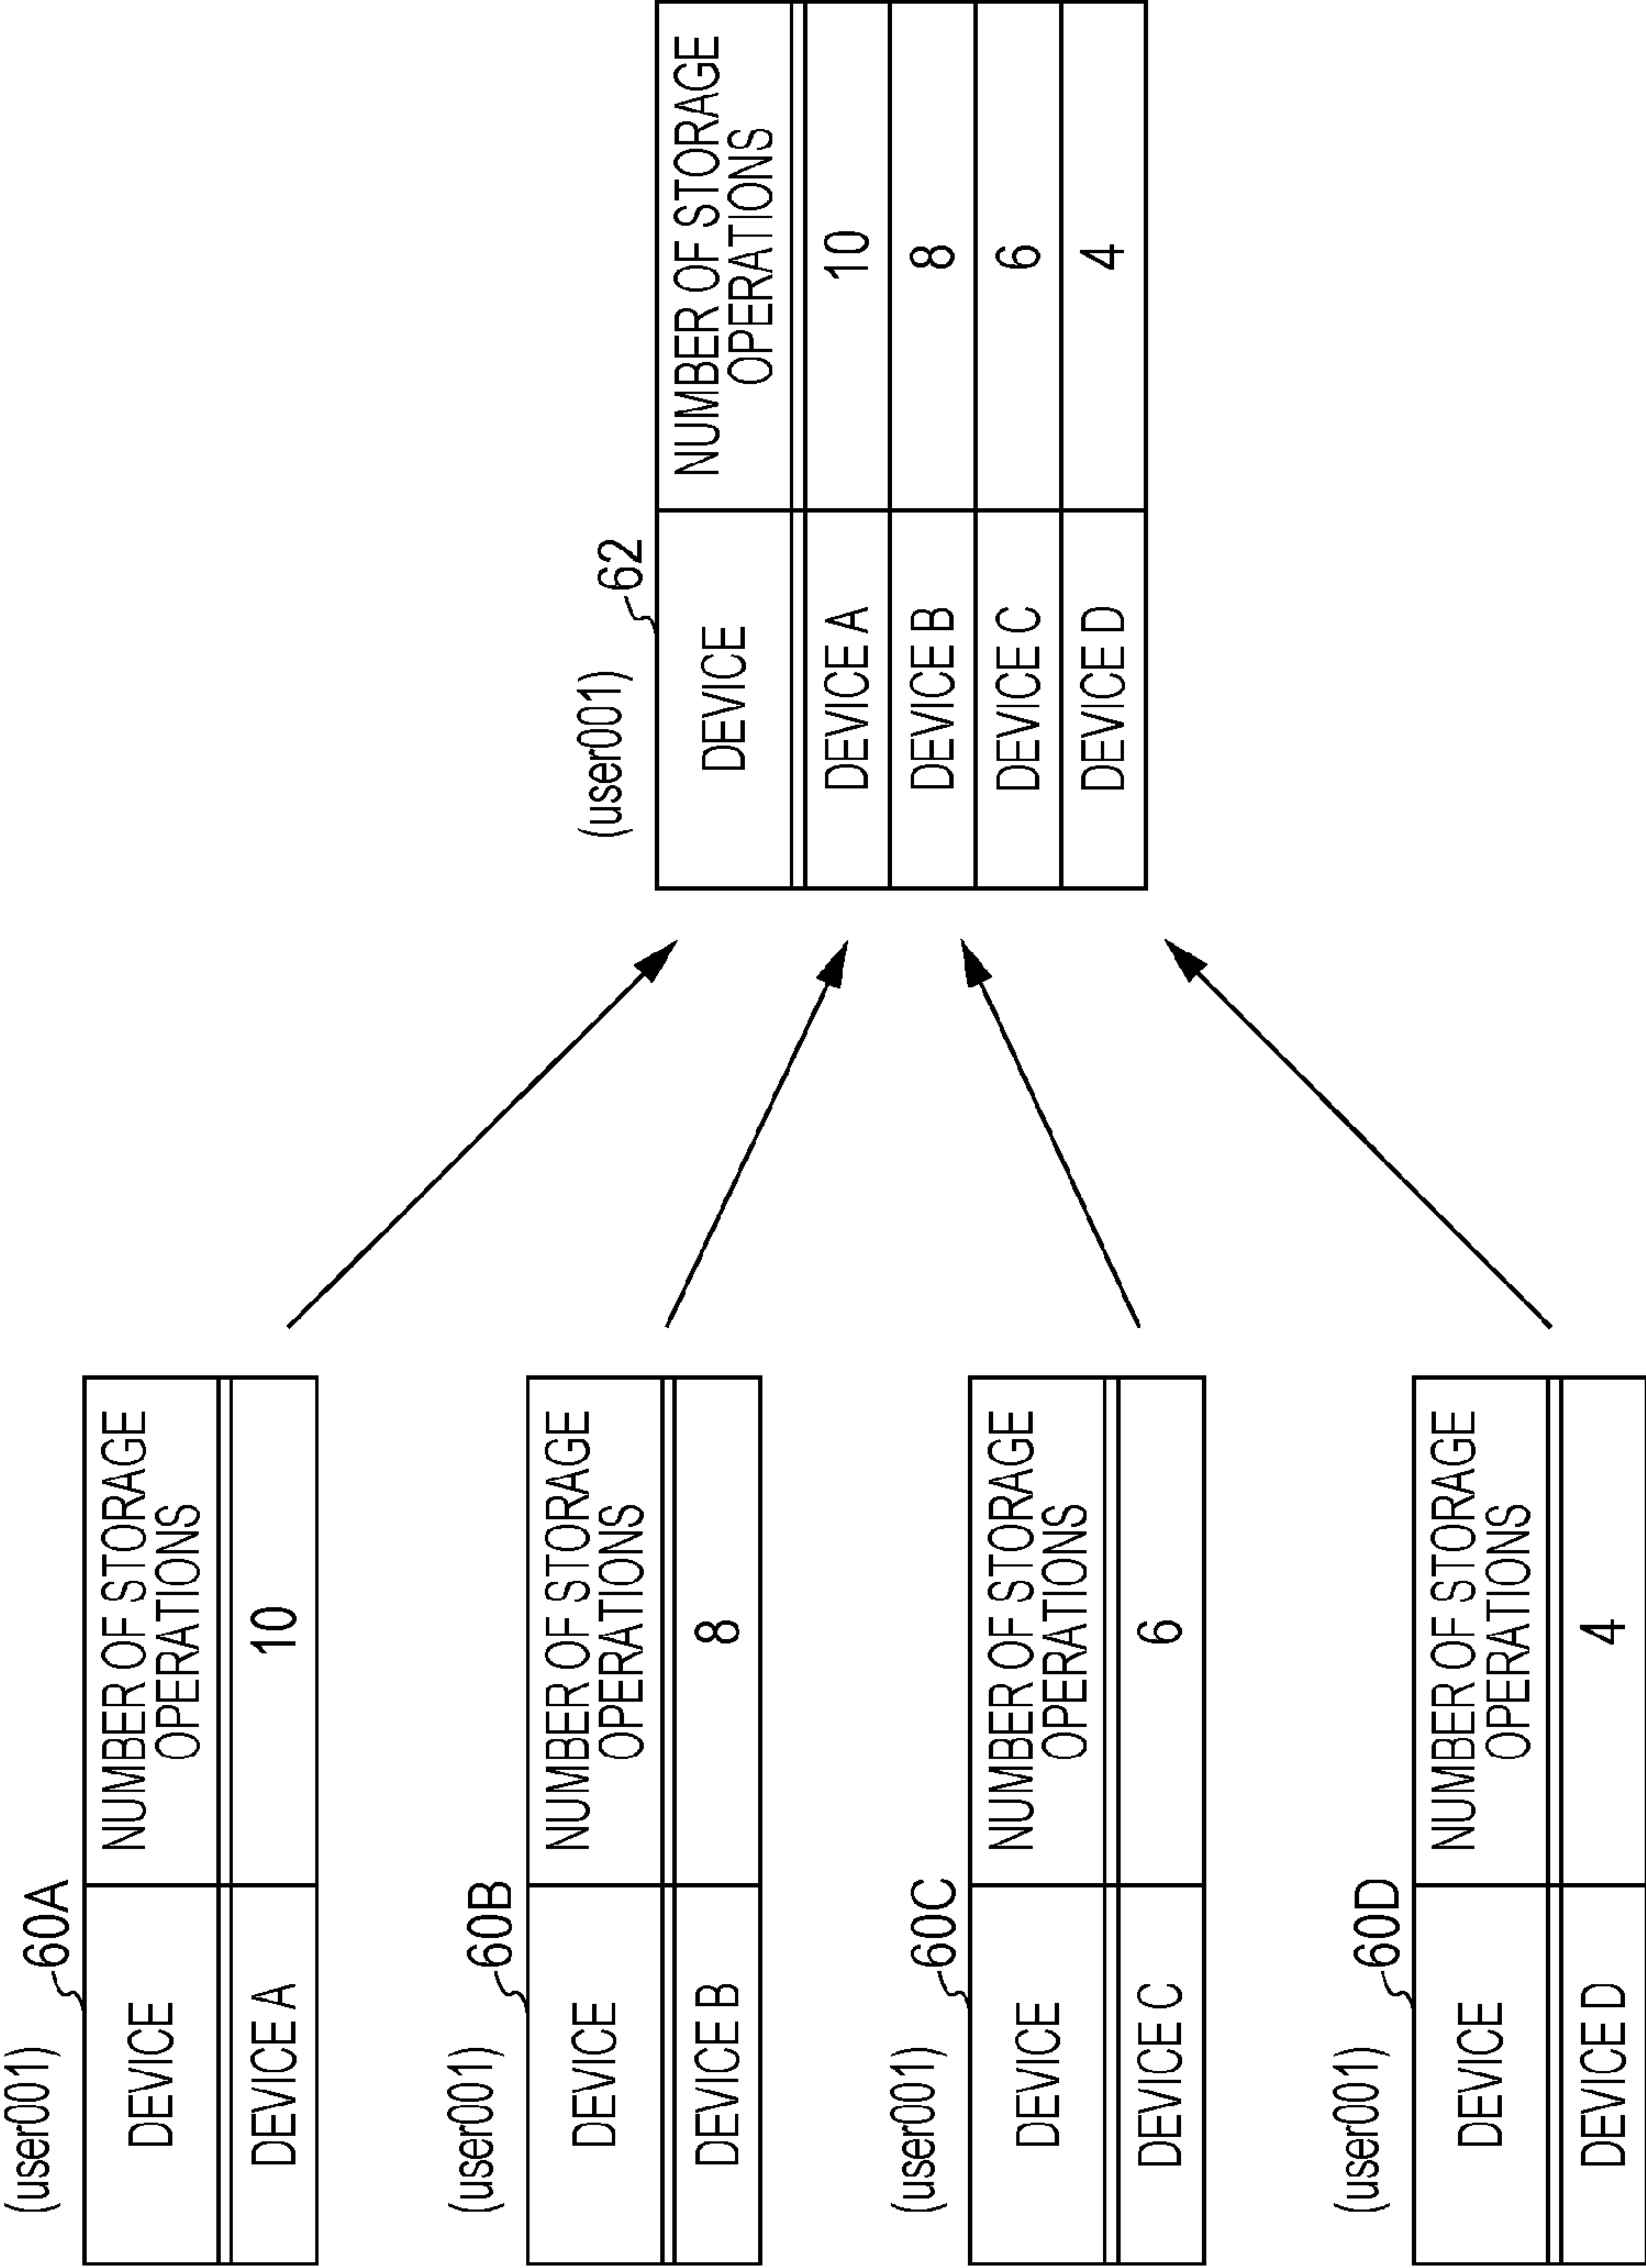 (user001)
60A
DEVICE
NUMBER OF STORAGE
OPERATIONS
DEVICE A
10
(user001)
60B
DEVICE
NUMBER OF STORAGE
OPERATIONS
DEVICE B
8
(user001)
60C
DEVICE
NUMBER OF STORAGE
OPERATIONS
DEVICE C
6
(user001)
60D
DEVICE
NUMBER OF STORAGE
OPERATIONS
DEVICE D
4
(user001)
62
DEVICE
NUMBER OF STORAGE
OPERATIONS
DEVICE A
10
DEVICE B
8
DEVICE C
6
DEVICE D
4